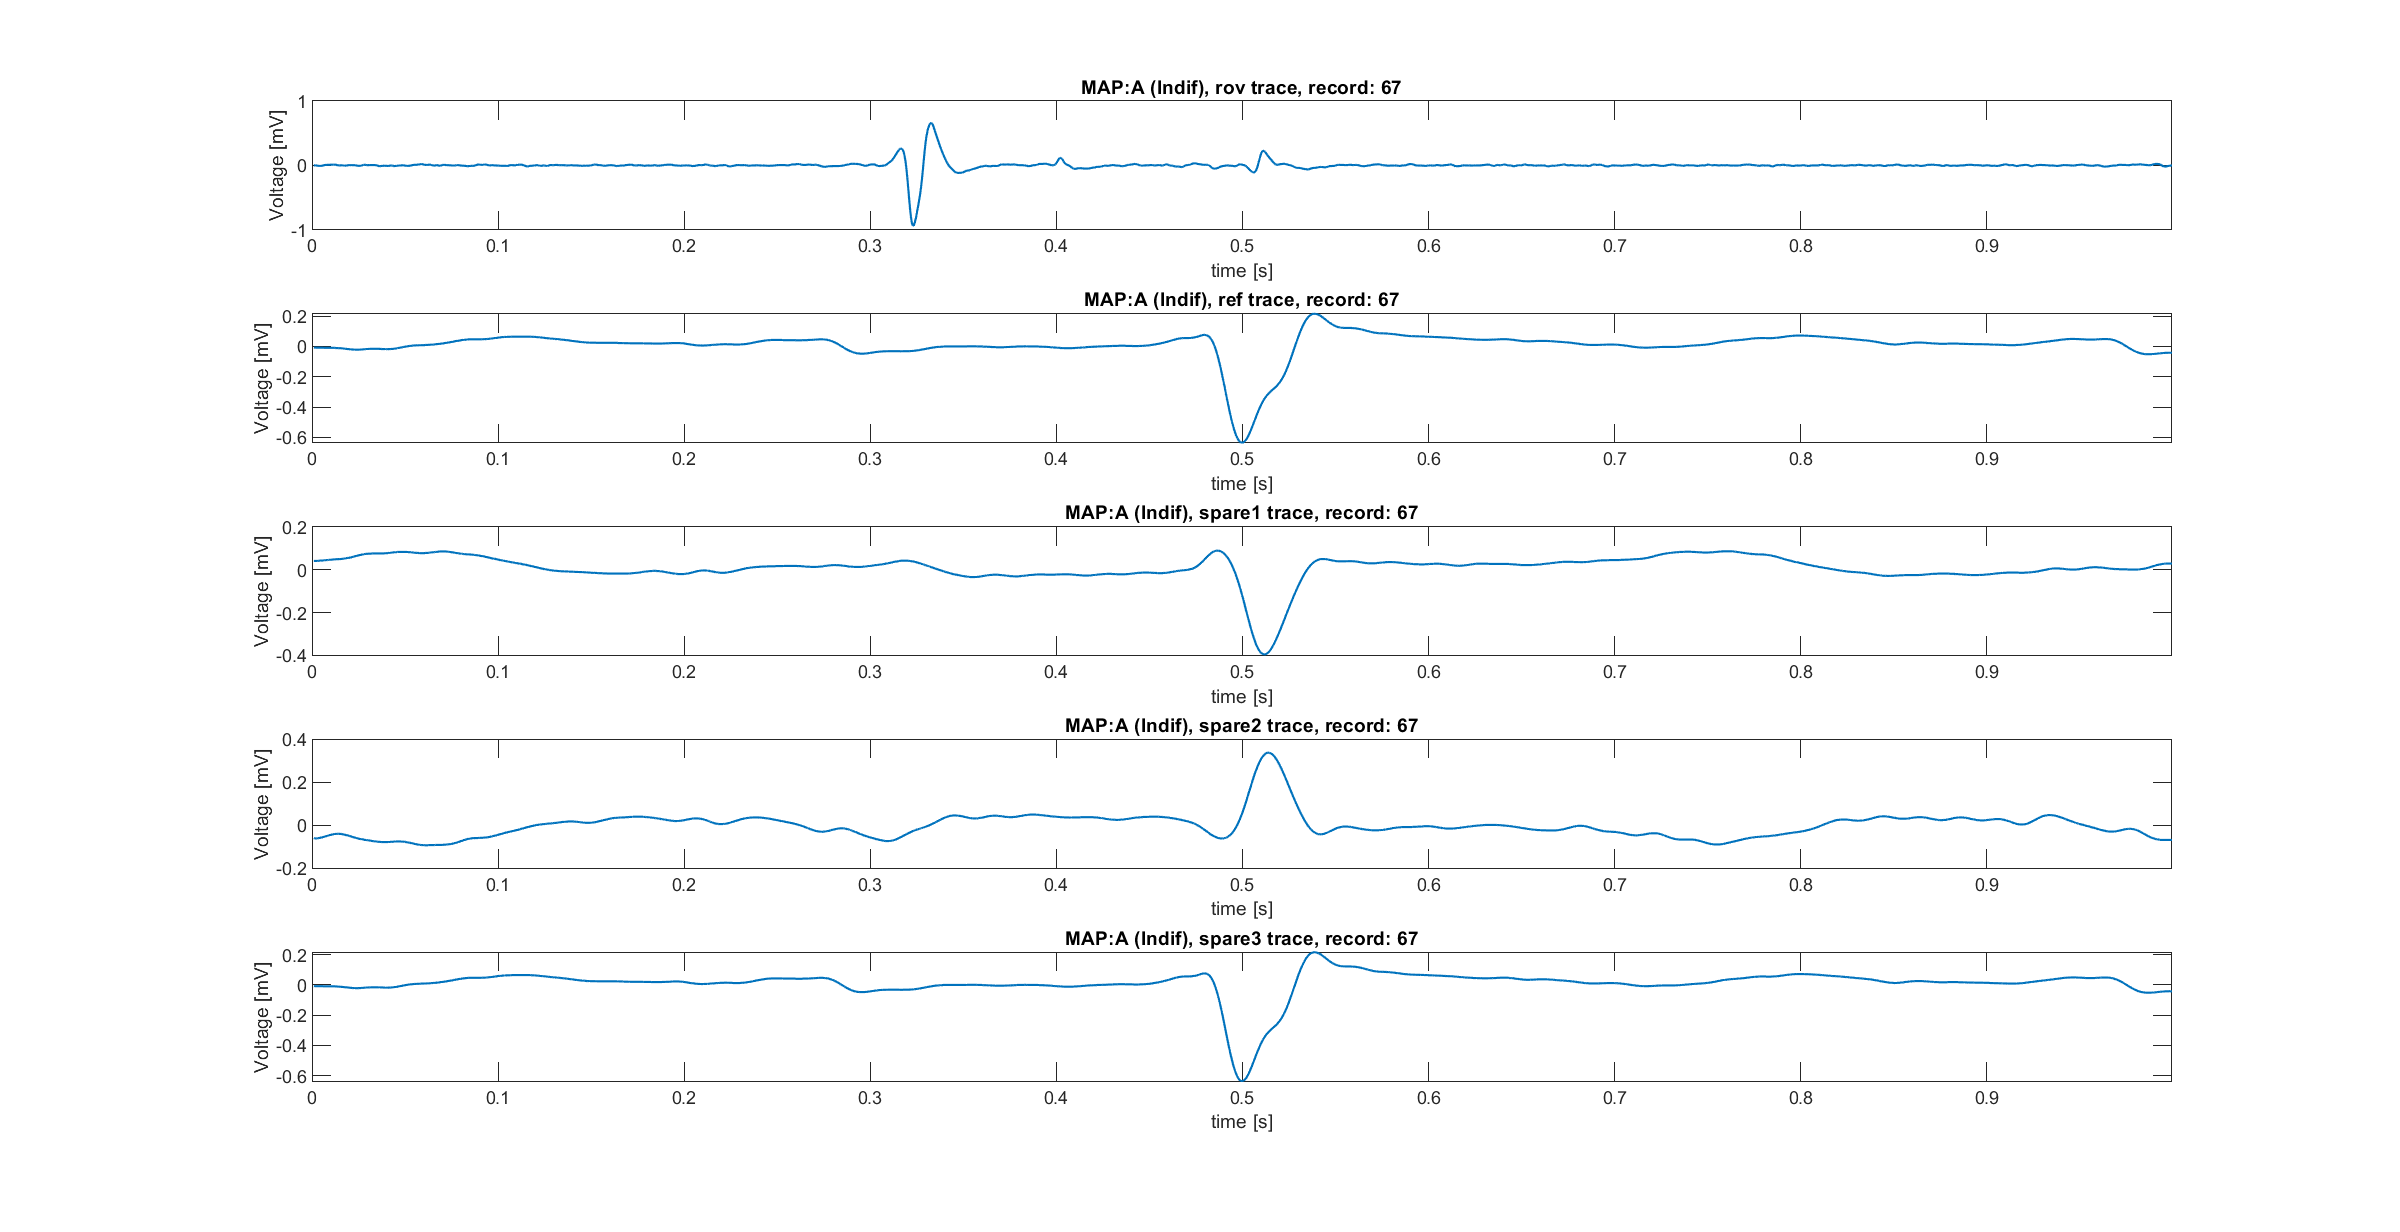 MAP:A (Indif), rov trace, record: 67
Voltage [mV]
1
0
-1
0 0.1 0.2 0.3 0.4 0.5 0.6 0.7 0.8 0.9
time [s]
MAP:A (Indif), ref trace, record: 67
Voltage [mV]
0.2
0
-0.2
-0.4
-0.6
0 0.1 0.2 0.3 0.4 0.5 0.6 0.7 0.8 0.9
time [s]
MAP:A (Indif), spare1 trace, record: 67
Voltage [mV]
0.2
0
-0.2
-0.4
0 0.1 0.2 0.3 0.4 0.5 0.6 0.7 0.8 0.9
time [s]
MAP:A (Indif), spare2 trace, record: 67
Voltage [mV]
0.4
0.2
0
-0.2
0 0.1 0.2 0.3 0.4 0.5 0.6 0.7 0.8 0.9
time [s]
MAP:A (Indif), spare3 trace, record: 67
Voltage [mV]
0.2
0
-0.2
-0.4
-0.6
0 0.1 0.2 0.3 0.4 0.5 0.6 0.7 0.8 0.9
time [s]